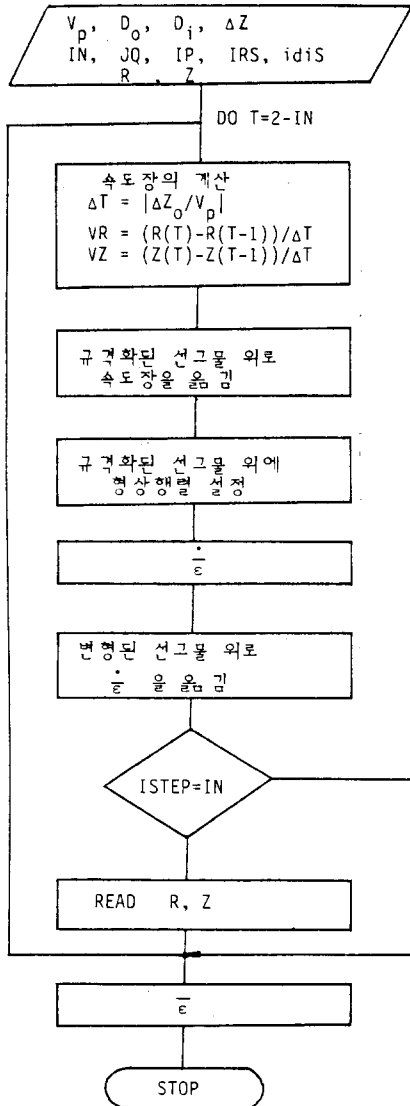 V_p, D_o, D_i, ΔZ
IN, JQ, IP, IRS, idiS
R , Z
DO T=2-IN
속도장의 계산
ΔT = |ΔZ_o/V_p|
VR = (R(T)-R(T-1))/ΔT
VZ = (Z(T)-Z(T-1))/ΔT
규격화된 선그물 위로
속도장을 옮김
규격화된 선그물 위에
형상행렬 설정
ε̄̇
변형된 선그물 위로
ε̄̇ 을 옮김
ISTEP=IN
READ R, Z
ε̄
STOP